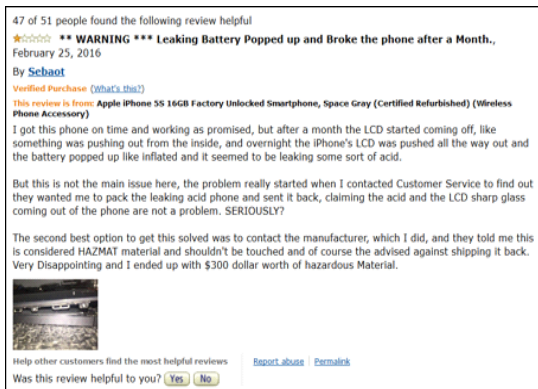 47 of 51 people found the following review helpful
** WARNING *** Leaking Battery Popped up and Broke the phone after a Month.,
February 25, 2016
By Sebaot
Verified Purchase (What's this?)
This review is from: Apple iPhone 5S 16GB Factory Unlocked Smartphone, Space Gray (Certified Refurbished) (Wireless
Phone Accessory)
I got this phone on time and working as promised, but after a month the LCD started coming off, like
something was pushing out from the inside, and overnight the iPhone's LCD was pushed all the way out and
the battery popped up like inflated and it seemed to be leaking some sort of acid.
But this is not the main issue here, the problem really started when I contacted Customer Service to find out
they wanted me to pack the leaking acid phone and sent it back, claiming the acid and the LCD sharp glass
coming out of the phone are not a problem. SERIOUSLY?
The second best option to get this solved was to contact the manufacturer, which I did, and they told me this
is considered HAZMAT material and shouldn't be touched and of course the advised against shipping it back.
Very Disappointing and I ended up with $300 dollar worth of hazardous Material.
Help other customers find the most helpful reviews Report abuse | Permalink
Was this review helpful to you? Yes No